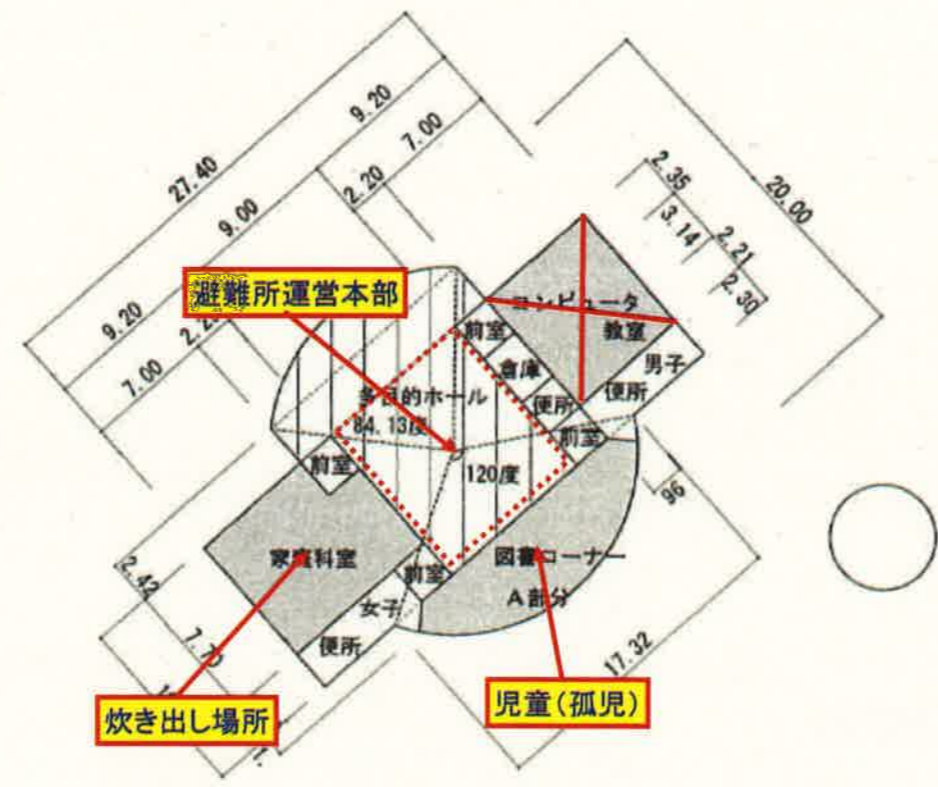 9.20
7.00
27.40
2.20
9.00
2.35
3.14
20.00
2.21
2.30
避難所運営本部
9.20
7.00
コンピュータ
教室
前室
倉庫
男子
便所
便所
多目的ホール
84.13度
前室
前室
120度
96
家庭科室
図書コーナー
前室
A部分
女子
便所
2.42
7.70
17.32
炊き出し場所
児童(孤児)